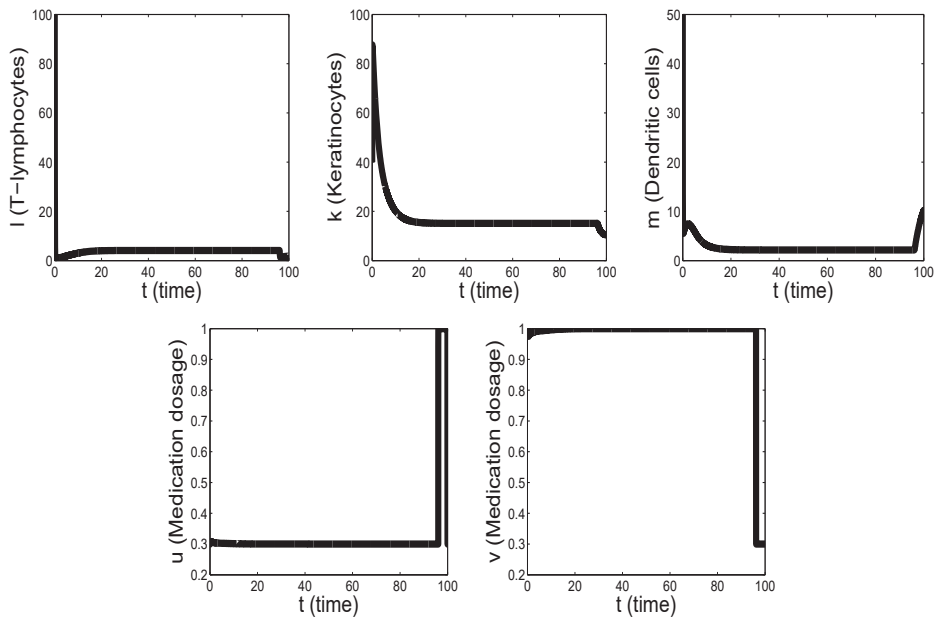 100
80
60
40
20
0
l (T−lymphocytes)
0 20 40 60 80 100
t (time)
100
80
60
40
20
0
k (Keratinocytes)
0 20 40 60 80 100
t (time)
50
40
30
20
10
0
m (Dendritic cells)
0 20 40 60 80 100
t (time)
1
0.9
0.8
0.7
0.6
0.5
0.4
0.3
0.2
u (Medication dosage)
0 20 40 60 80 100
t (time)
1
0.9
0.8
0.7
0.6
0.5
0.4
0.3
0.2
v (Medication dosage)
0 20 40 60 80 100
t (time)